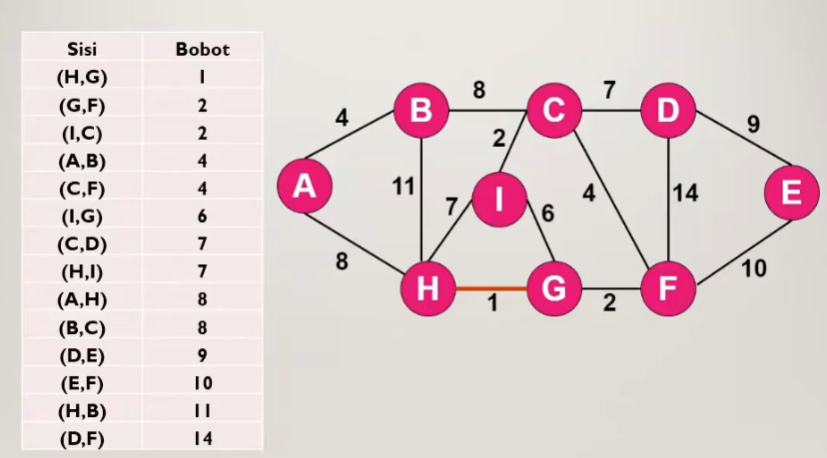 Sisi Bobot
(H,G) 1
(G,F) 2
(I,C) 2
(A,B) 4
(C,F) 4
(I,G) 6
(C,D) 7
(H,I) 7
(A,H) 8
(B,C) 8
(D,E) 9
(E,F) 10
(H,B) 11
(D,F) 14
8 7
B C D
4 9
2
A 11 7 I 6 4 14 E
8 10
H G F
1 2